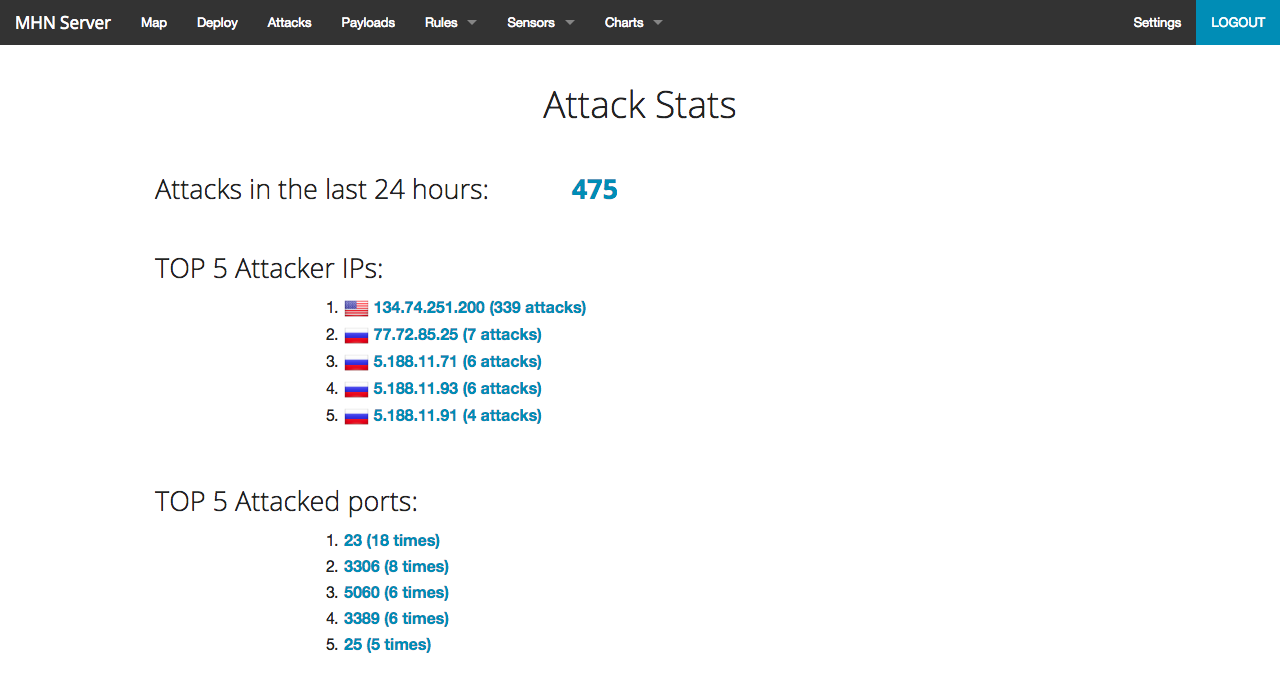 MHN Server Map Deploy Attacks Payloads Rules Sensors Charts Settings LOGOUT
Attack Stats
Attacks in the last 24 hours: 475
TOP 5 Attacker IPs:
1. 134.74.251.200 (339 attacks)
2. 77.72.85.25 (7 attacks)
3. 5.188.11.71 (6 attacks)
4. 5.188.11.93 (6 attacks)
5. 5.188.11.91 (4 attacks)
TOP 5 Attacked ports:
1. 23 (18 times)
2. 3306 (8 times)
3. 5060 (6 times)
4. 3389 (6 times)
5. 25 (5 times)